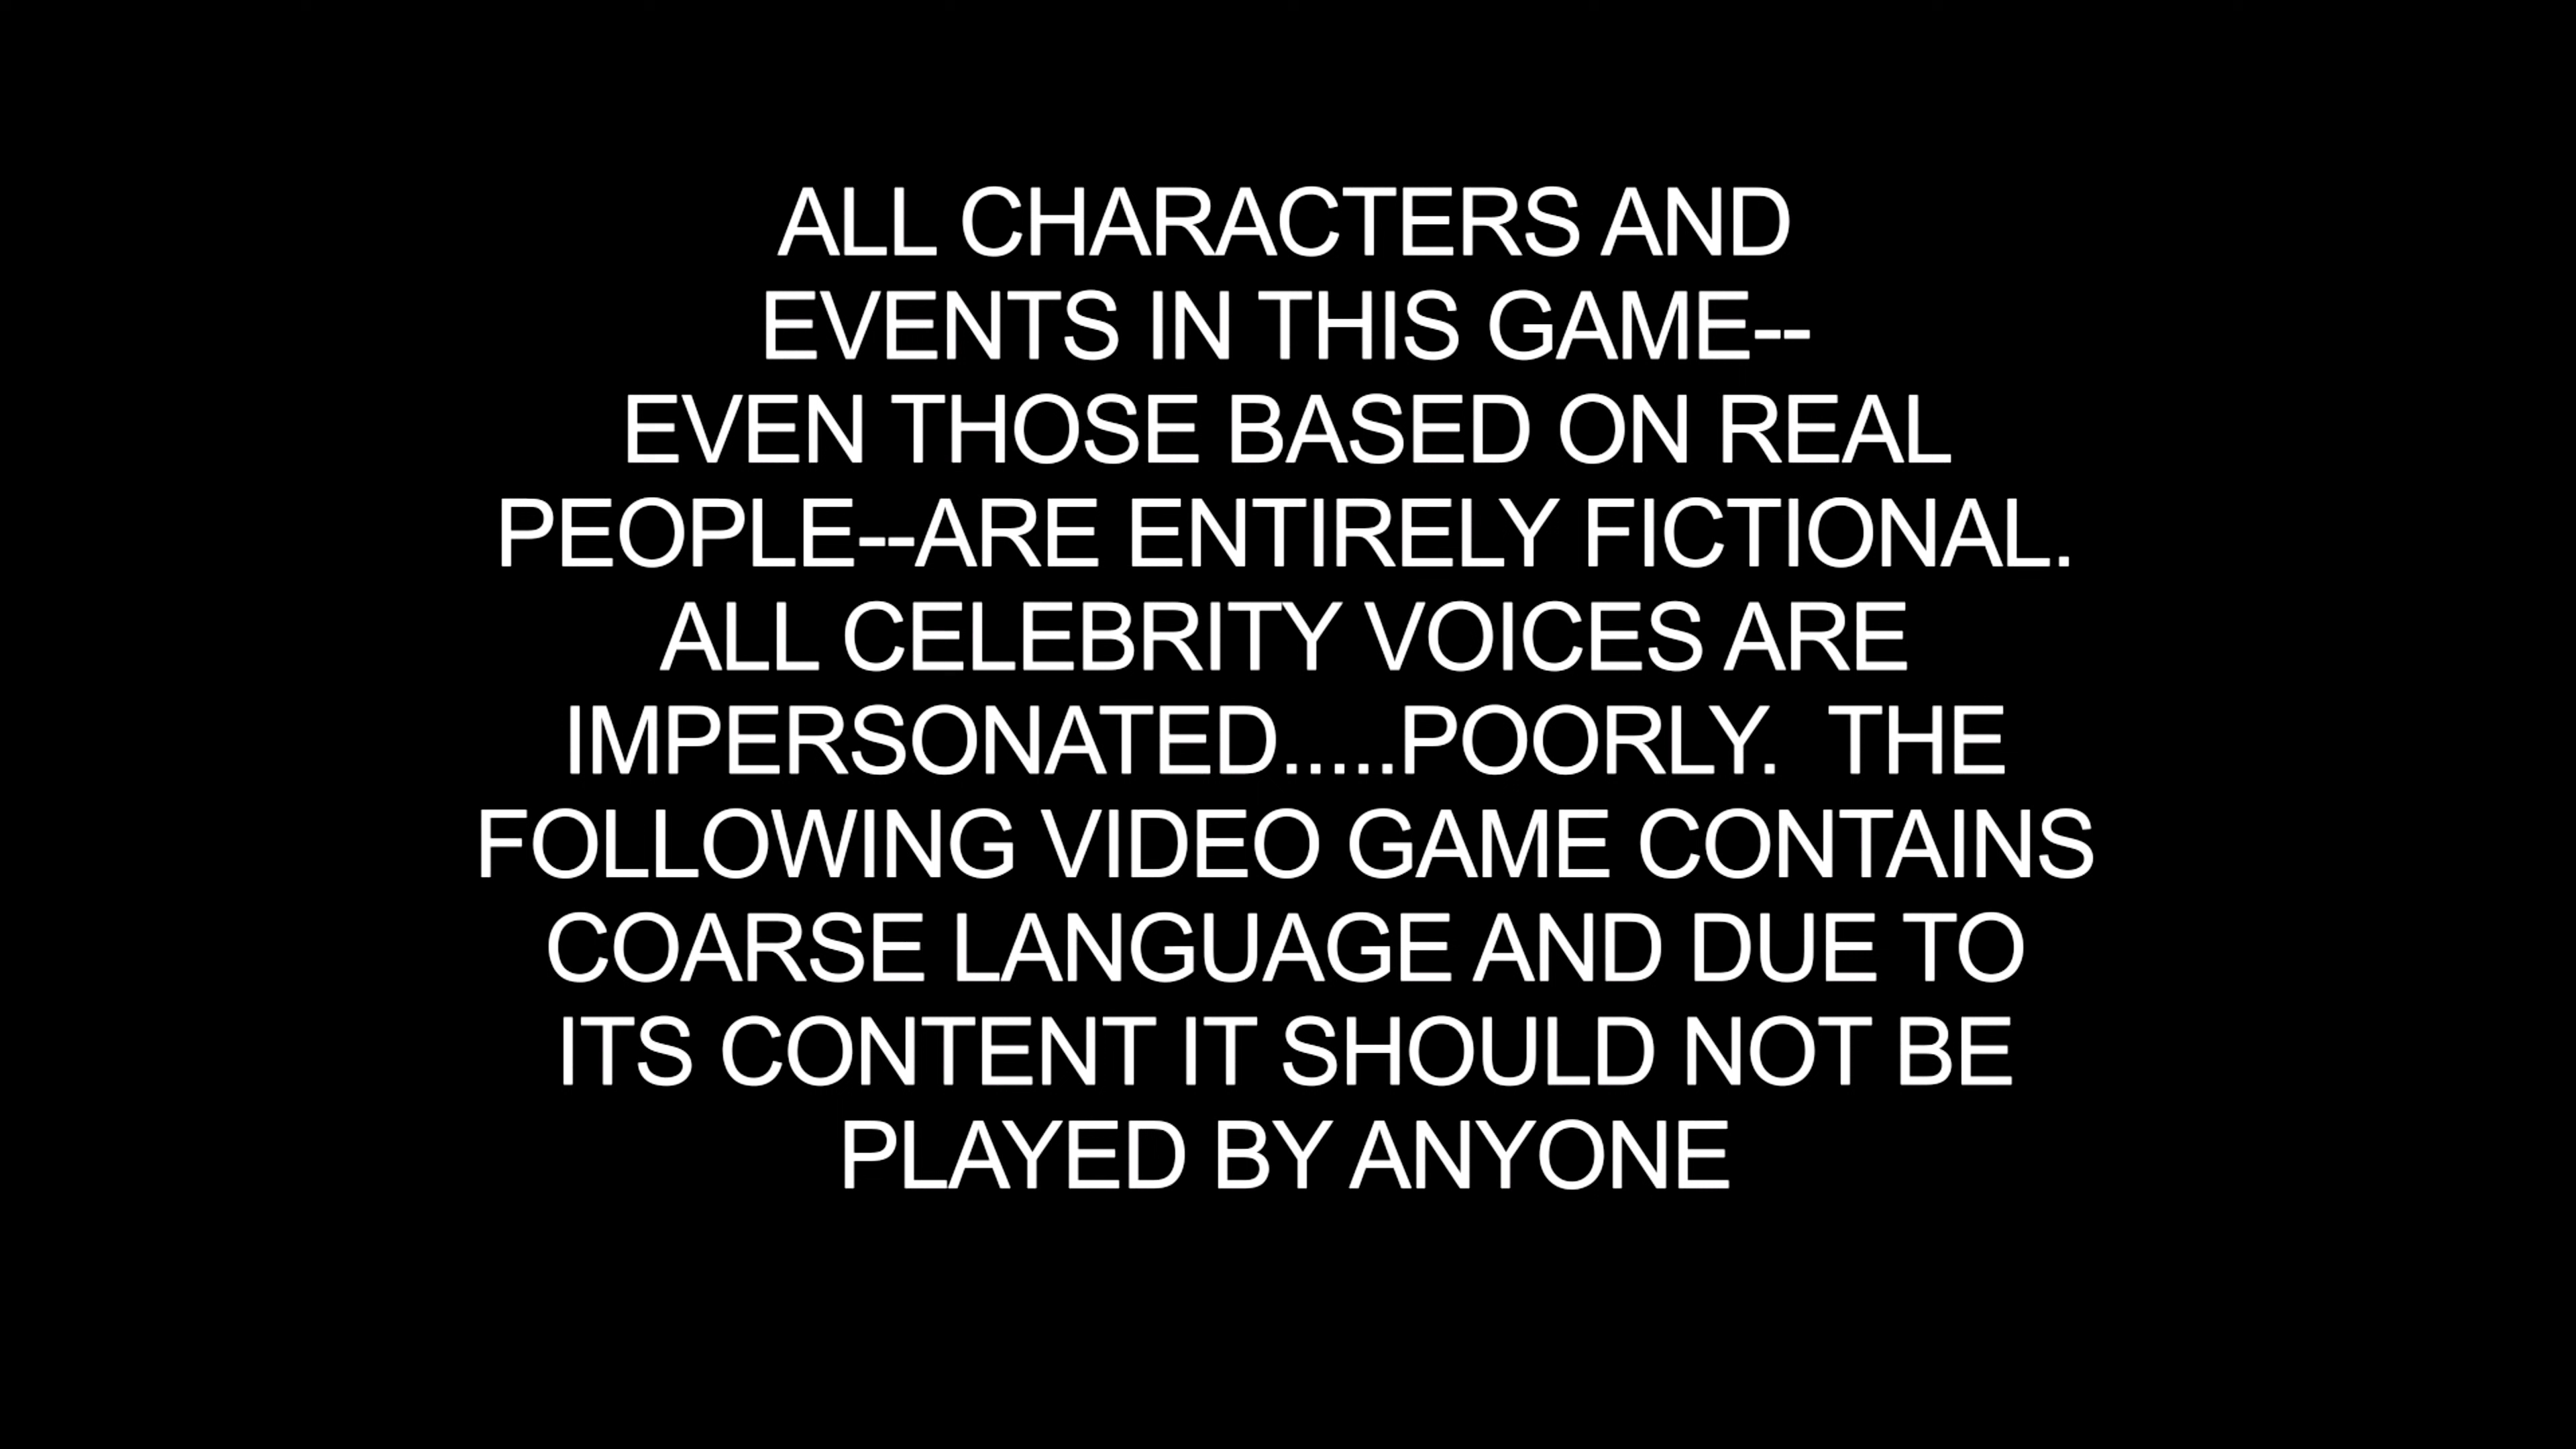 ALL CHARACTERS AND
EVENTS IN THIS GAME--
EVEN THOSE BASED ON REAL
PEOPLE--ARE ENTIRELY FICTIONAL.
ALL CELEBRITY VOICES ARE
IMPERSONATED.....POORLY.  THE
FOLLOWING VIDEO GAME CONTAINS
COARSE LANGUAGE AND DUE TO
ITS CONTENT IT SHOULD NOT BE
PLAYED BY ANYONE